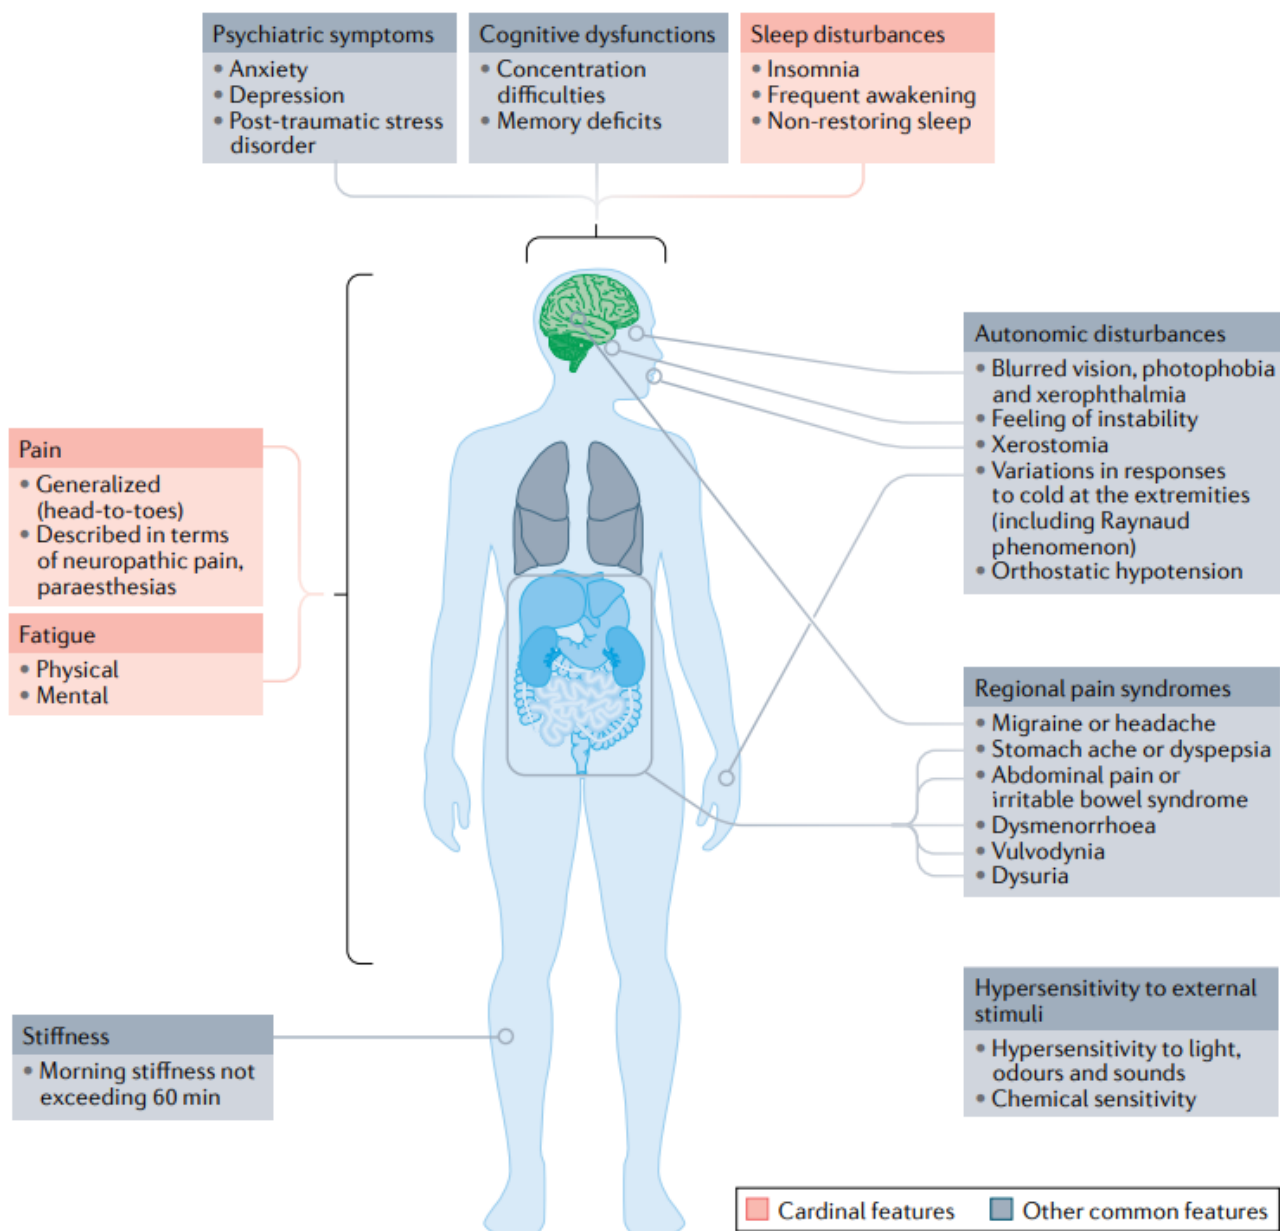 Psychiatric symptoms
• Anxiety
• Depression
• Post-traumatic stress
disorder
Cognitive dysfunctions
• Concentration
difficulties
• Memory deficits
Sleep disturbances
• Insomnia
• Frequent awakening
• Non-restoring sleep
Autonomic disturbances
• Blurred vision, photophobia
and xerophthalmia
• Feeling of instability
• Xerostomia
• Variations in responses
to cold at the extremities
(including Raynaud
phenomenon)
• Orthostatic hypotension
Pain
• Generalized
(head-to-toes)
• Described in terms
of neuropathic pain,
paraesthesias
Fatigue
• Physical
• Mental
Regional pain syndromes
• Migraine or headache
• Stomach ache or dyspepsia
• Abdominal pain or
irritable bowel syndrome
• Dysmenorrhoea
• Vulvodynia
• Dysuria
Hypersensitivity to external
stimuli
• Hypersensitivity to light,
odours and sounds
• Chemical sensitivity
Stiffness
• Morning stiffness not
exceeding 60 min
Cardinal features
Other common features